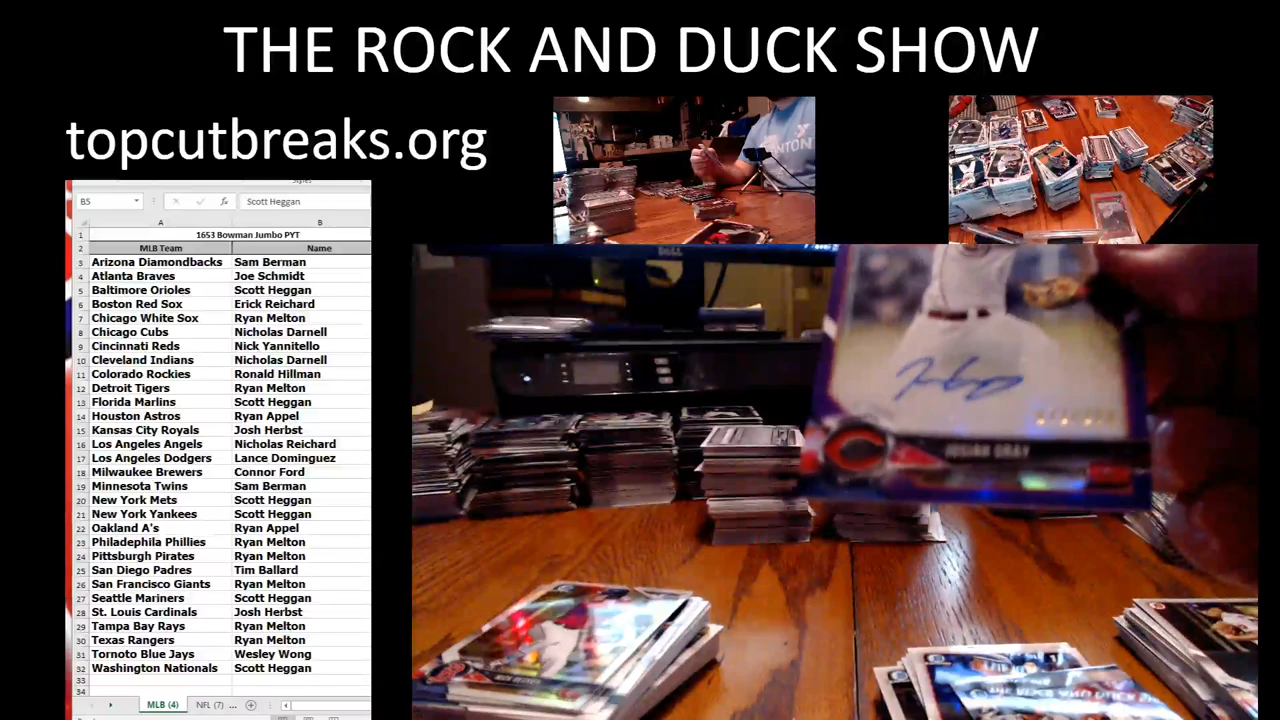 THE ROCK AND DUCK SHOW
topcutbreaks.org
B5
Scott Heggan
A
B
1 1653 Bowman Jumbo PYT
2 MLB Team Name
3 Arizona Diamondbacks Sam Berman
4 Atlanta Braves Joe Schmidt
5 Baltimore Orioles Scott Heggan
6 Boston Red Sox Erick Reichard
7 Chicago White Sox Ryan Melton
8 Chicago Cubs Nicholas Darnell
9 Cincinnati Reds Nick Yannitello
10 Cleveland Indians Nicholas Darnell
11 Colorado Rockies Ronald Hillman
12 Detroit Tigers Ryan Melton
13 Florida Marlins Scott Heggan
14 Houston Astros Ryan Appel
15 Kansas City Royals Josh Herbst
16 Los Angeles Angels Nicholas Reichard
17 Los Angeles Dodgers Lance Dominguez
18 Milwaukee Brewers Connor Ford
19 Minnesota Twins Sam Berman
20 New York Mets Scott Heggan
21 New York Yankees Scott Heggan
22 Oakland A's Ryan Appel
23 Philadephila Phillies Ryan Melton
24 Pittsburgh Pirates Ryan Melton
25 San Diego Padres Tim Ballard
26 San Francisco Giants Ryan Melton
27 Seattle Mariners Scott Heggan
28 St. Louis Cardinals Josh Herbst
29 Tampa Bay Rays Ryan Melton
30 Texas Rangers Ryan Melton
31 Tornoto Blue Jays Wesley Wong
32 Washington Nationals Scott Heggan
33
34
MLB (4) NFL (7) ...
DELL
JOSIAH GRAY